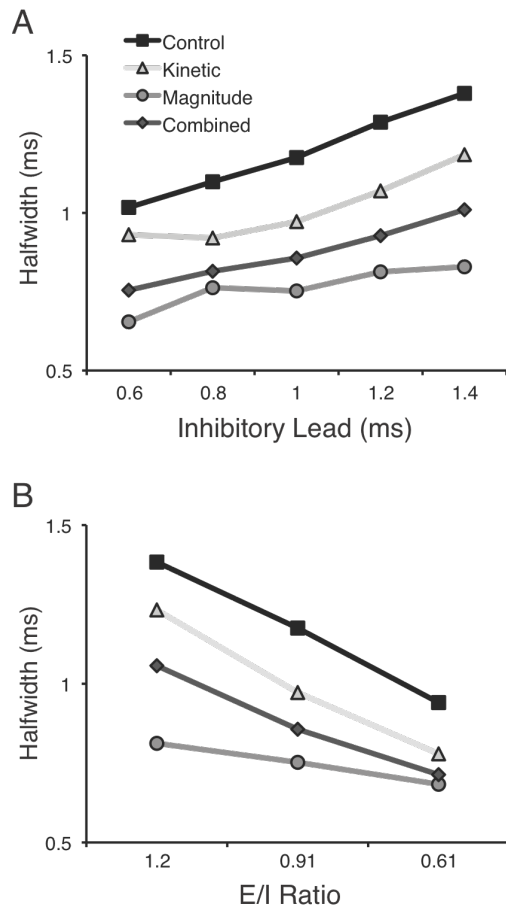 A
1.5
Control
Kinetic
Magnitude
Combined
1
0.5
Halfwidth (ms)
0.6 0.8 1 1.2 1.4
Inhibitory Lead (ms)
B
1.5
1
0.5
Halfwidth (ms)
1.2 0.91 0.61
E/I Ratio